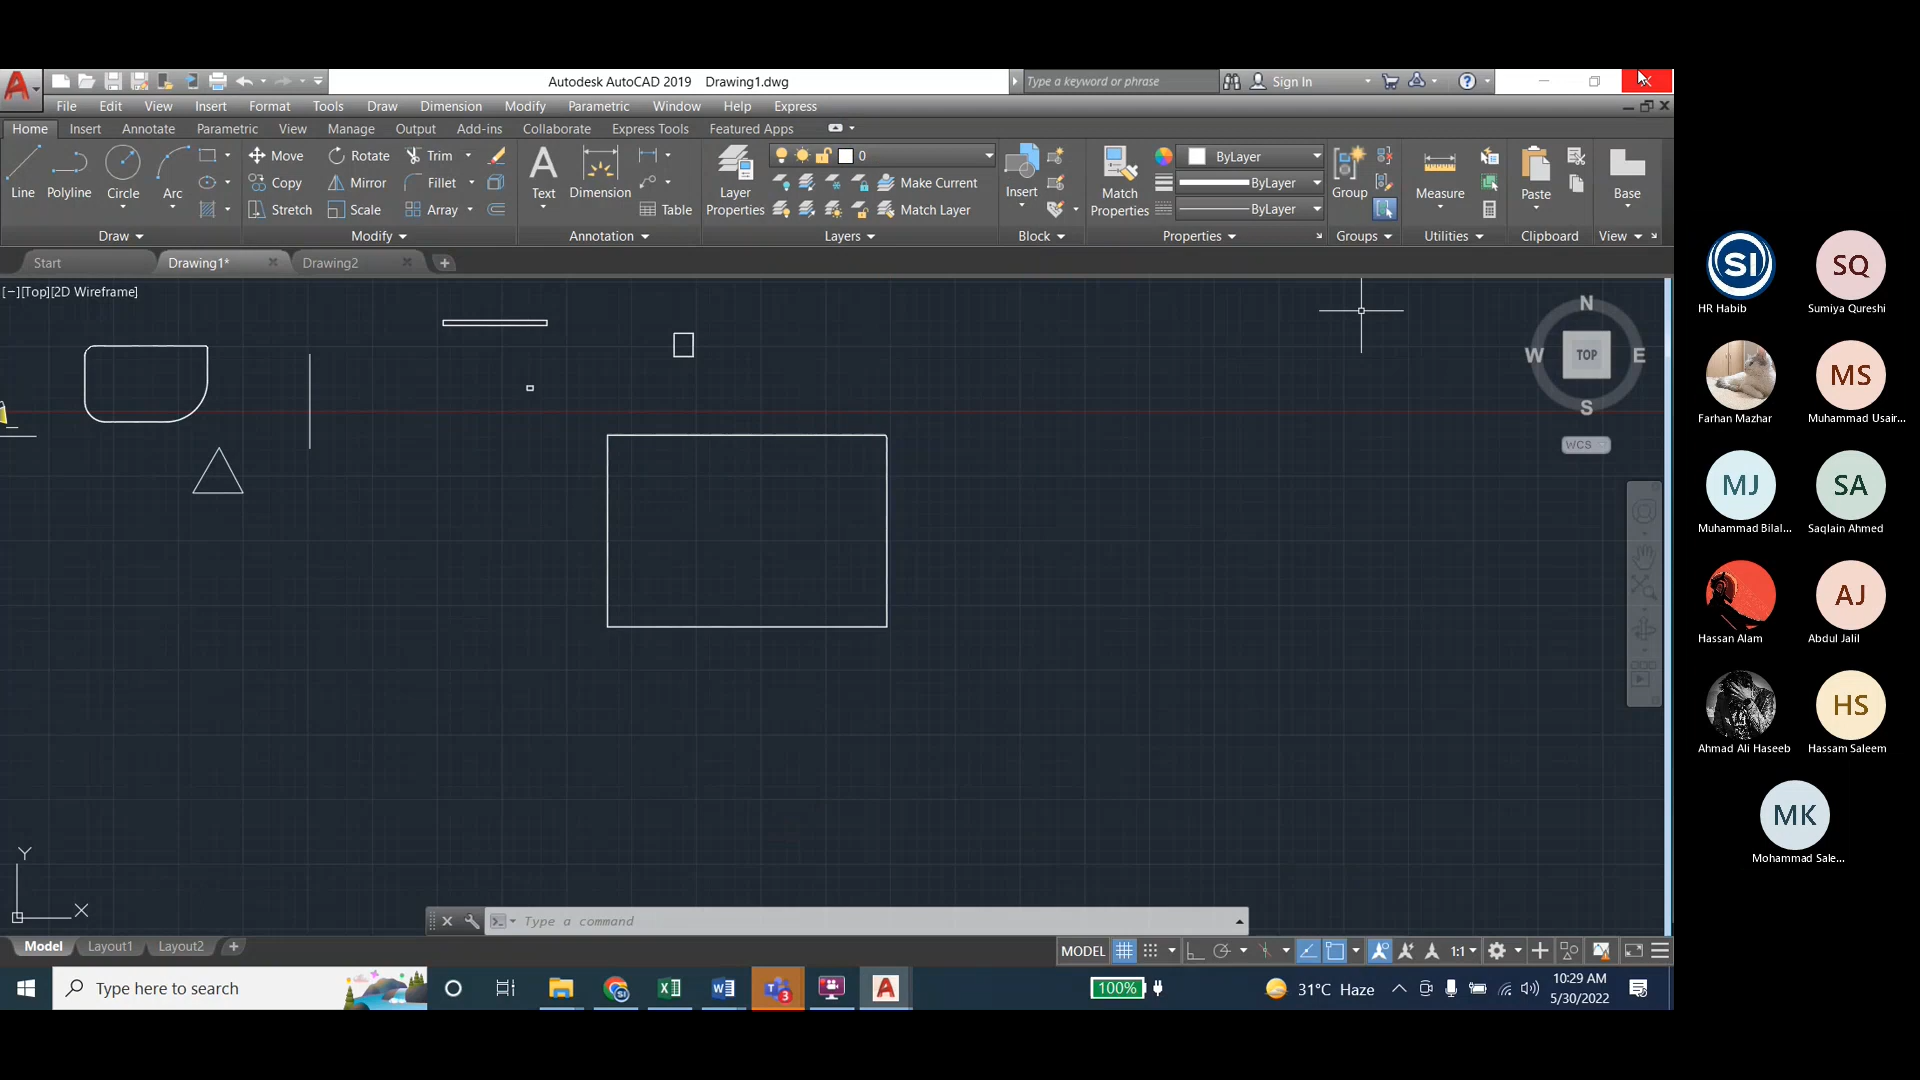 Autodesk AutoCAD 2019 Drawing1.dwg
Type a keyword or phrase
Sign In
File Edit View Insert Format Tools Draw Dimension Modify Parametric Window Help Express
Home Insert Annotate Parametric View Manage Output Add-ins Collaborate Express Tools Featured Apps
Line Polyline Circle Arc
Move Rotate Trim
Copy Mirror Fillet
Stretch Scale Array
Text Dimension Table
Layer Properties
0
Make Current
Match Layer
Insert
Match Properties
ByLayer
ByLayer
ByLayer
Group
Measure
Paste
Base
Draw Modify Annotation Layers Block Properties Groups Utilities Clipboard View
Start Drawing1* Drawing2
[−][Top][2D Wireframe]
N
W TOP E
S
WCS
Y
X
Type a command
Model Layout1 Layout2
MODEL 1:1
Type here to search
3
100%
31°C Haze
10:29 AM
5/30/2022
SI SQ
HR Habib Sumiya Qureshi
MS
Farhan Mazhar Muhammad Usair...
MJ SA
Muhammad Bilal... Saqlain Ahmed
AJ
Hassan Alam Abdul Jalil
HS
Ahmad Ali Haseeb Hassam Saleem
MK
Mohammad Sale...